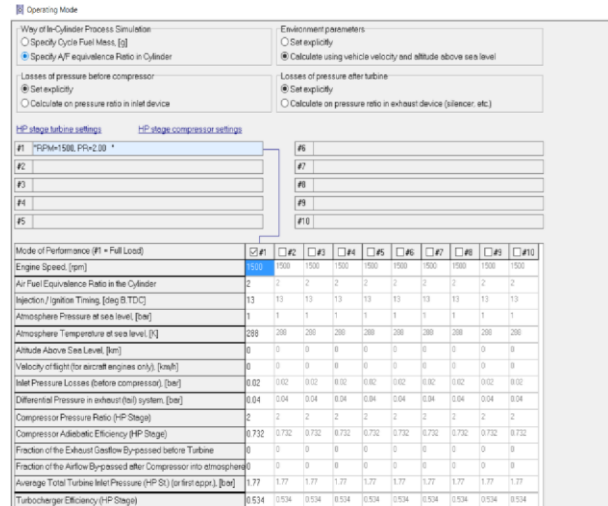 Operating Mode
Way of In-Cylinder Process Simulation
Specify Cycle Fuel Mass, [g]
Specify A/F equivalence Ratio in Cylinder
Environment parameters
Set explicitly
Calculate using vehicle velocity and altitude above sea level
Losses of pressure before compressor
Set explicitly
Calculate on pressure ratio in inlet device
Losses of pressure after turbine
Set explicitly
Calculate on pressure ratio in exhaust device (silencer, etc.)
HP stage turbine settings HP stage compressor settings
#1 "RPM=1500, PR=2.00 " #6
#2 #7
#3 #8
#4 #9
#5 #10
Mode of Performance (#1 = Full Load) #1 #2 #3 #4 #5 #6 #7 #8 #9 #10
Engine Speed, [rpm] 1500 1500 1500 1500 1500 1500 1500 1500 1500 1500
Air Fuel Equivalence Ratio in the Cylinder 2 2 2 2 2 2 2 2 2 2
Injection / Ignition Timing, [deg B.TDC] 13 13 13 13 13 13 13 13 13 13
Atmosphere Pressure at sea level, [bar] 1 1 1 1 1 1 1 1 1 1
Atmosphere Temperature at sea level, [K] 288 288 288 288 288 288 288 288 288 288
Altitude Above Sea Level, [km] 0 0 0 0 0 0 0 0 0 0
Velocity of flight (for aircraft engines only), [km/h] 0 0 0 0 0 0 0 0 0 0
Inlet Pressure Losses (before compressor), [bar] 0.02 0.02 0.02 0.02 0.02 0.02 0.02 0.02 0.02 0.02
Differential Pressure in exhaust (tail) system, [bar] 0.04 0.04 0.04 0.04 0.04 0.04 0.04 0.04 0.04 0.04
Compressor Pressure Ratio (HP Stage) 2 2 2 2 2 2 2 2 2 2
Compressor Adiabatic Efficiency (HP Stage) 0.732 0.732 0.732 0.732 0.732 0.732 0.732 0.732 0.732 0.732
Fraction of the Exhaust Gasflow By-passed before Turbine 0 0 0 0 0 0 0 0 0 0
Fraction of the Airflow By-passed after Compressor into atmosphere 0 0 0 0 0 0 0 0 0 0
Average Total Turbine Inlet Pressure (HP St.) (or first appr.), [bar] 1.77 1.77 1.77 1.77 1.77 1.77 1.77 1.77 1.77 1.77
Turbocharger Efficiency (HP Stage) 0.534 0.534 0.534 0.534 0.534 0.534 0.534 0.534 0.534 0.534